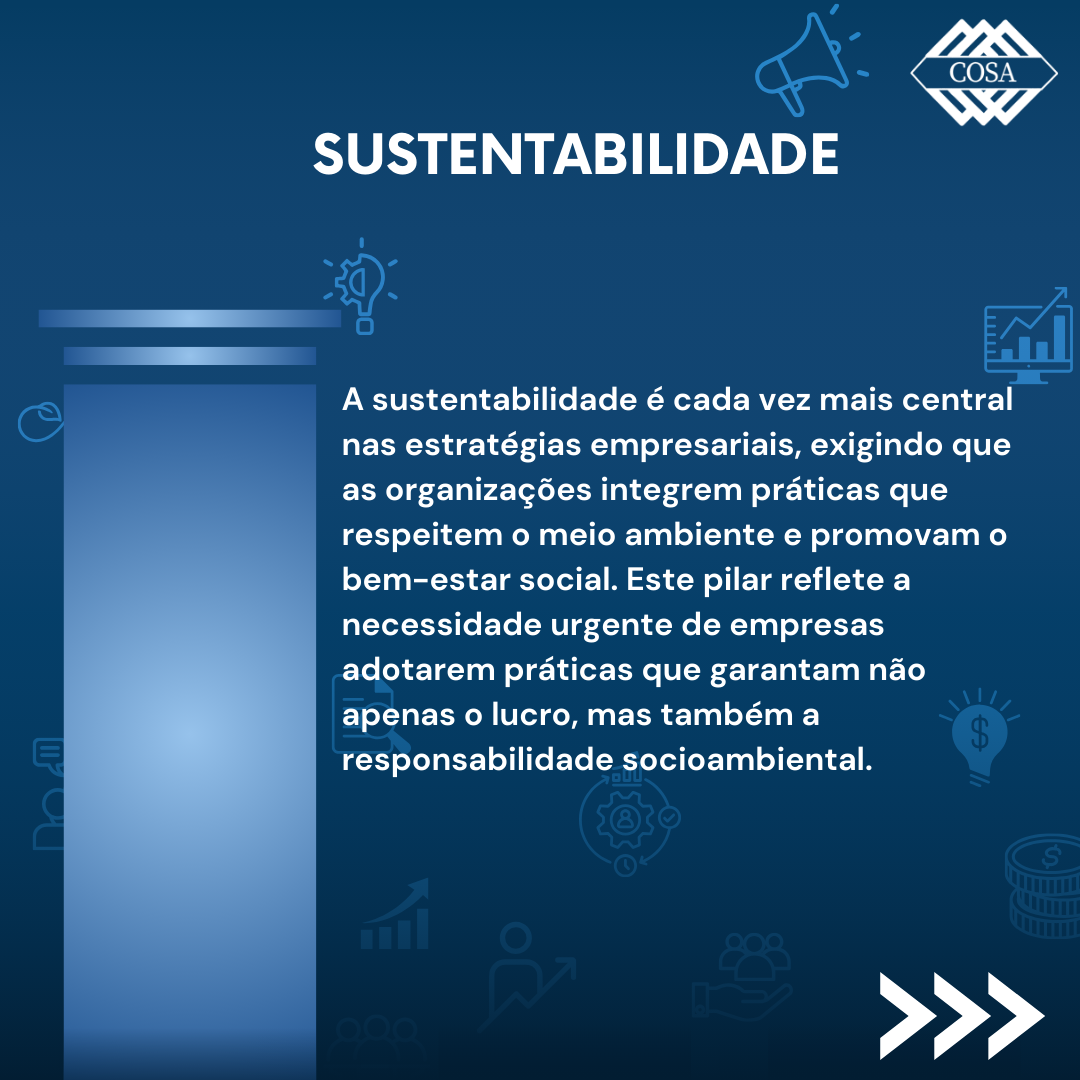 COSA
SUSTENTABILIDADE
A sustentabilidade é cada vez mais central
nas estratégias empresariais, exigindo que
as organizações integrem práticas que
respeitem o meio ambiente e promovam o
bem-estar social. Este pilar reflete a
necessidade urgente de empresas
adotarem práticas que garantam não
apenas o lucro, mas também a
responsabilidade socioambiental.
$
$